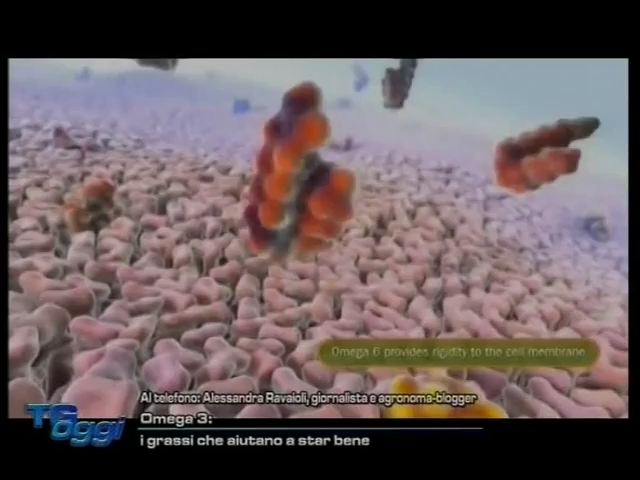 Omega 6 provides rigidity to the cell membrane
Al telefono: Alessandra Ravaioli, giornalista e agronoma-blogger
TG oggi
Omega 3:
i grassi che aiutano a star bene